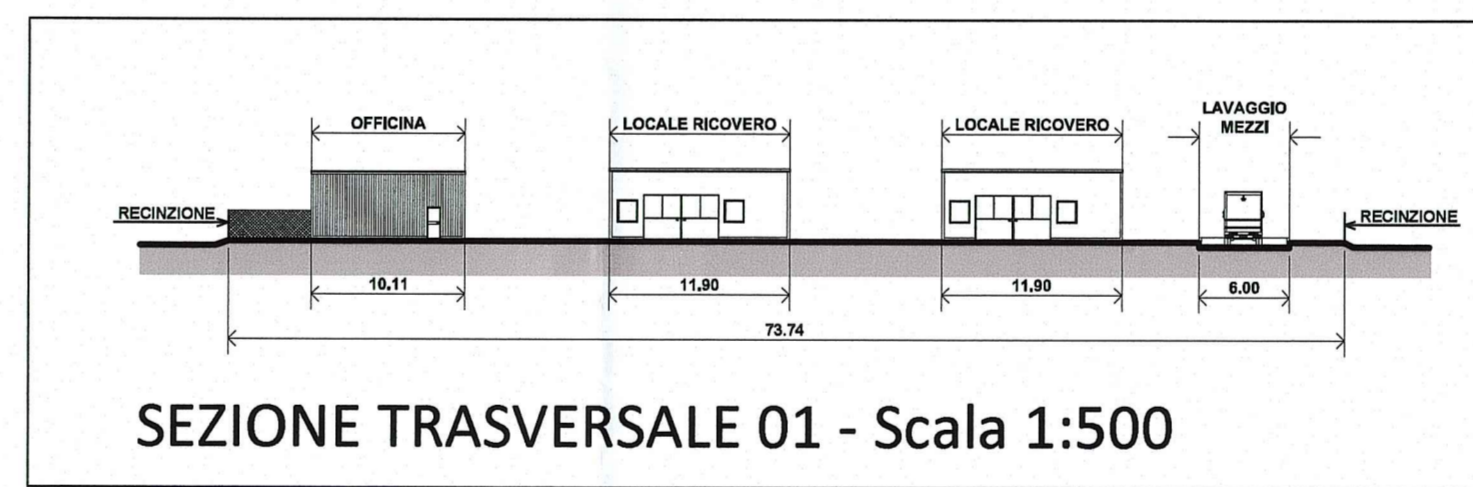 OFFICINA
LOCALE RICOVERO
LOCALE RICOVERO
LAVAGGIO
MEZZI
RECINZIONE
RECINZIONE
10.11
11.90
11.90
6.00
73.74
SEZIONE TRASVERSALE 01 - Scala 1:500